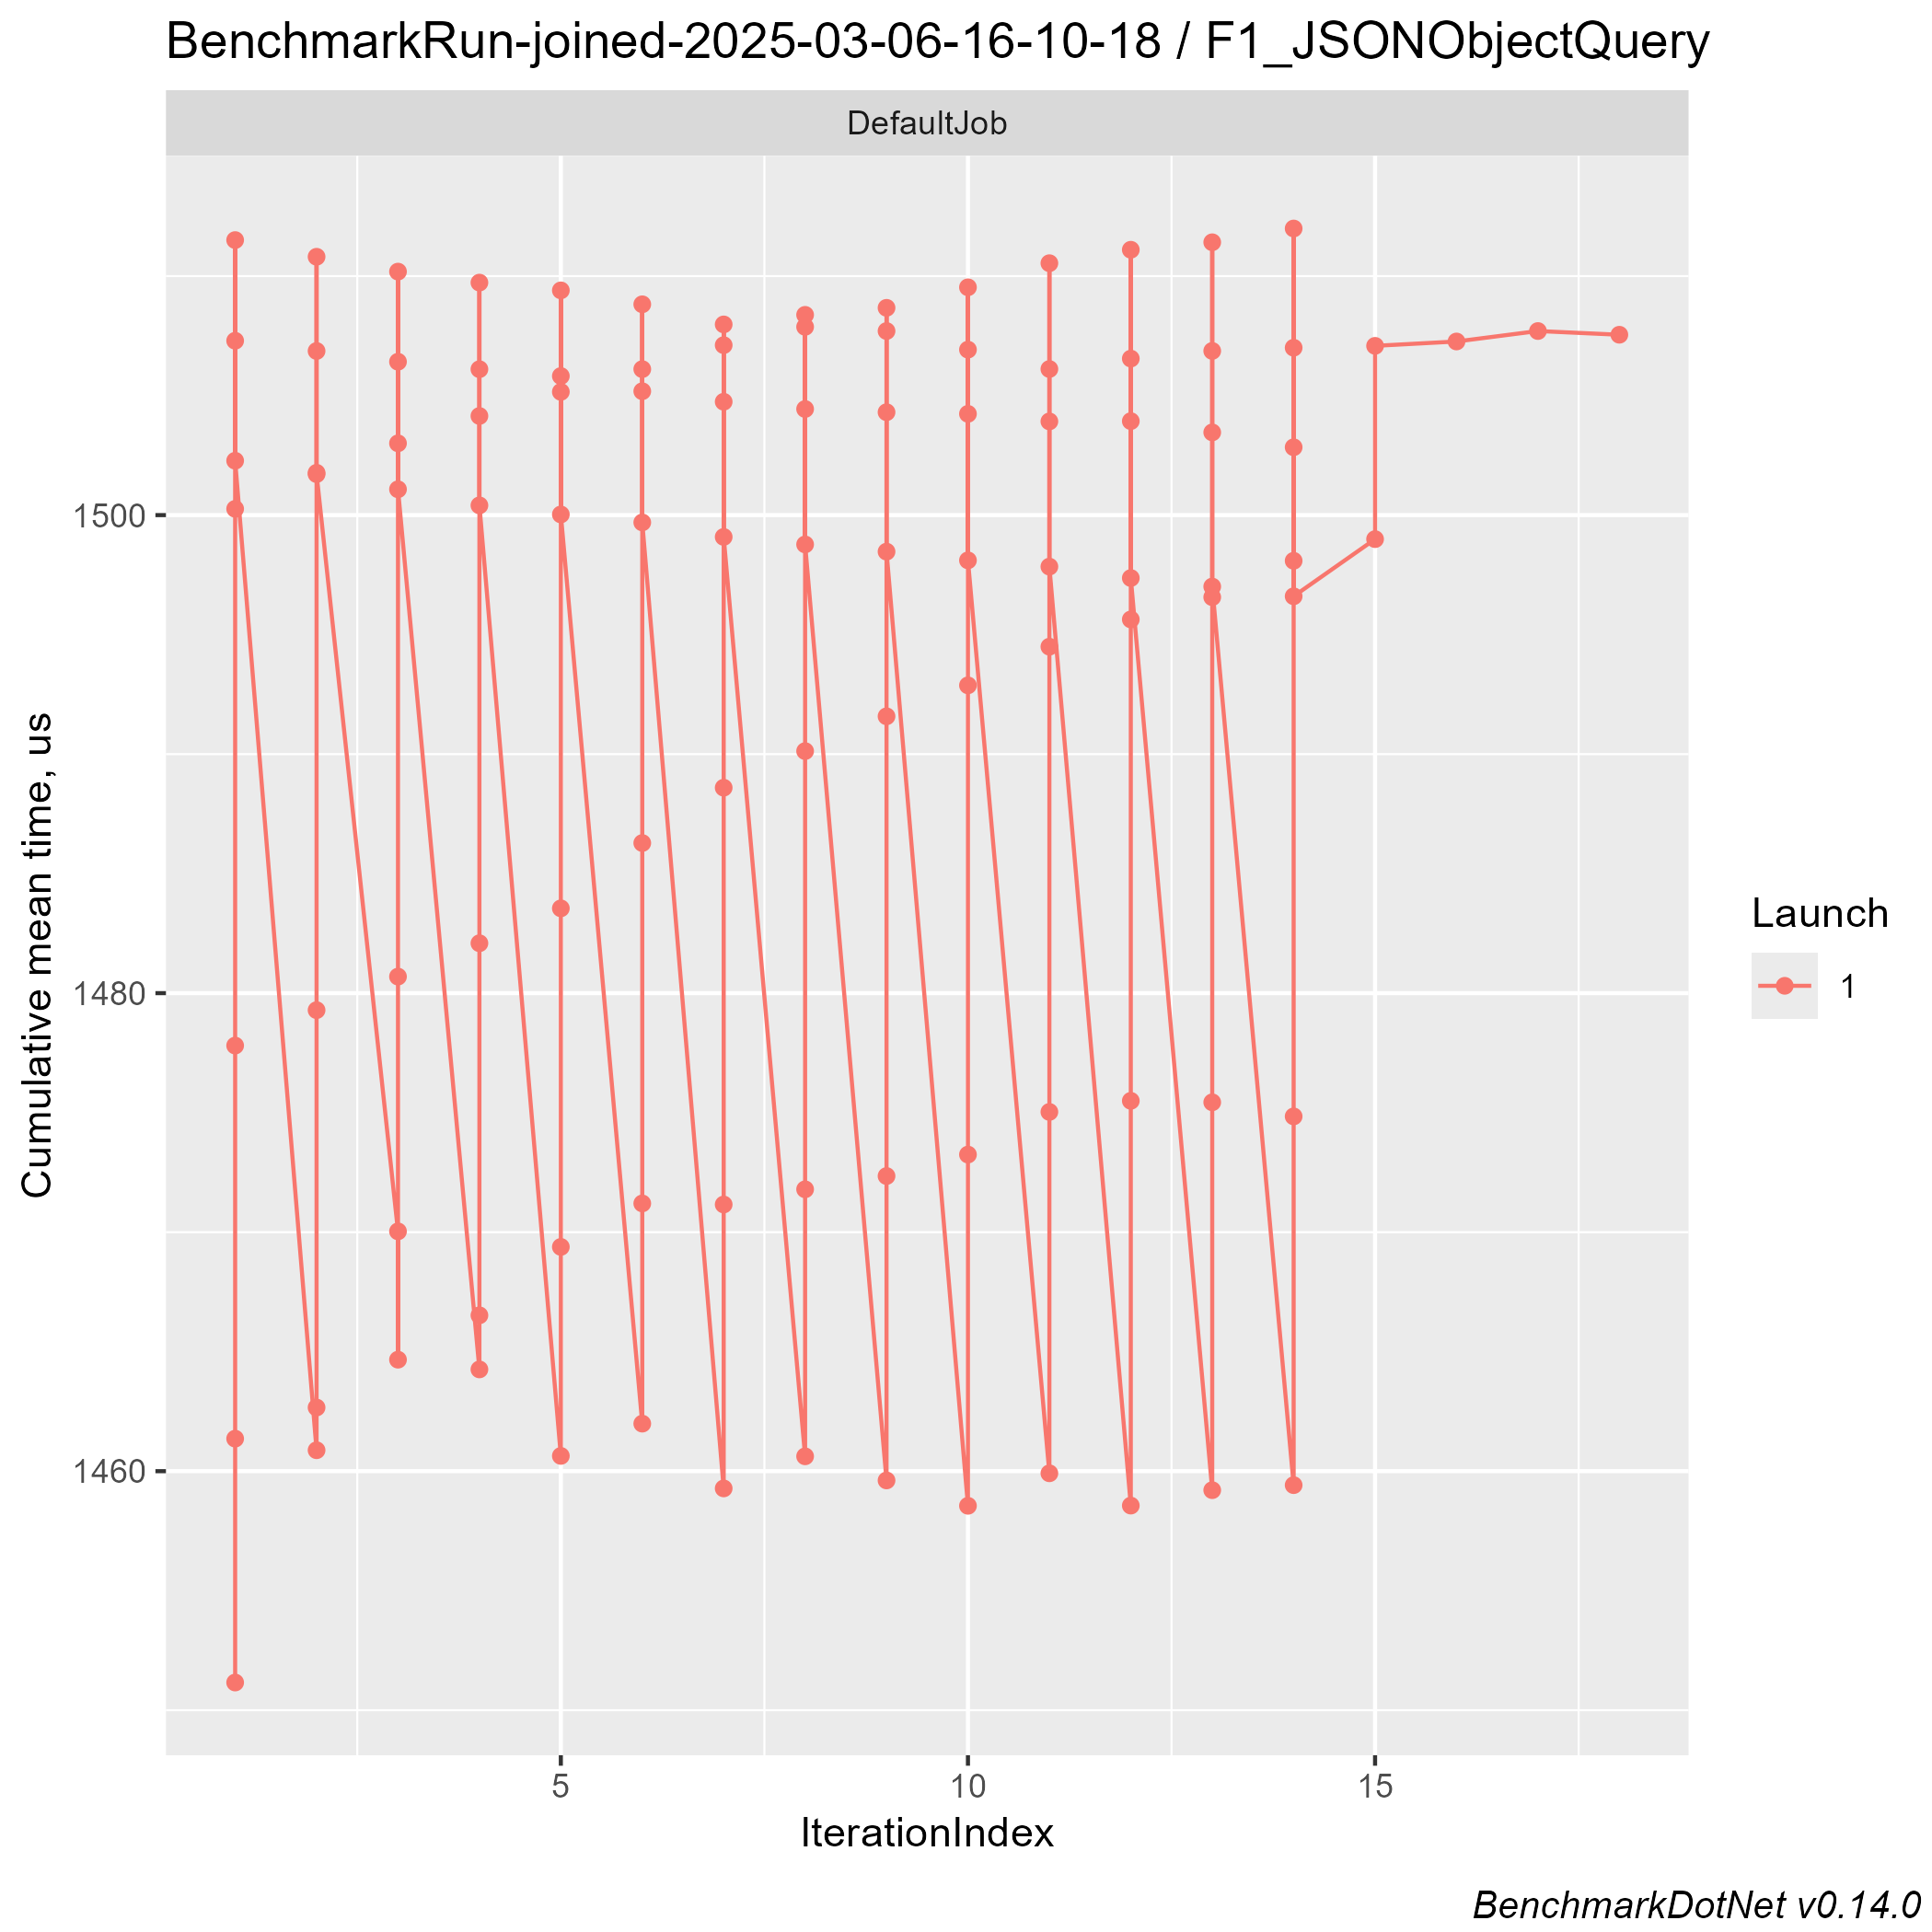 BenchmarkRun-joined-2025-03-06-16-10-18 / F1_JSONObjectQuery
DefaultJob
Cumulative mean time, us
1500
1480
1460
5
10
15
IterationIndex
Launch
1
BenchmarkDotNet v0.14.0